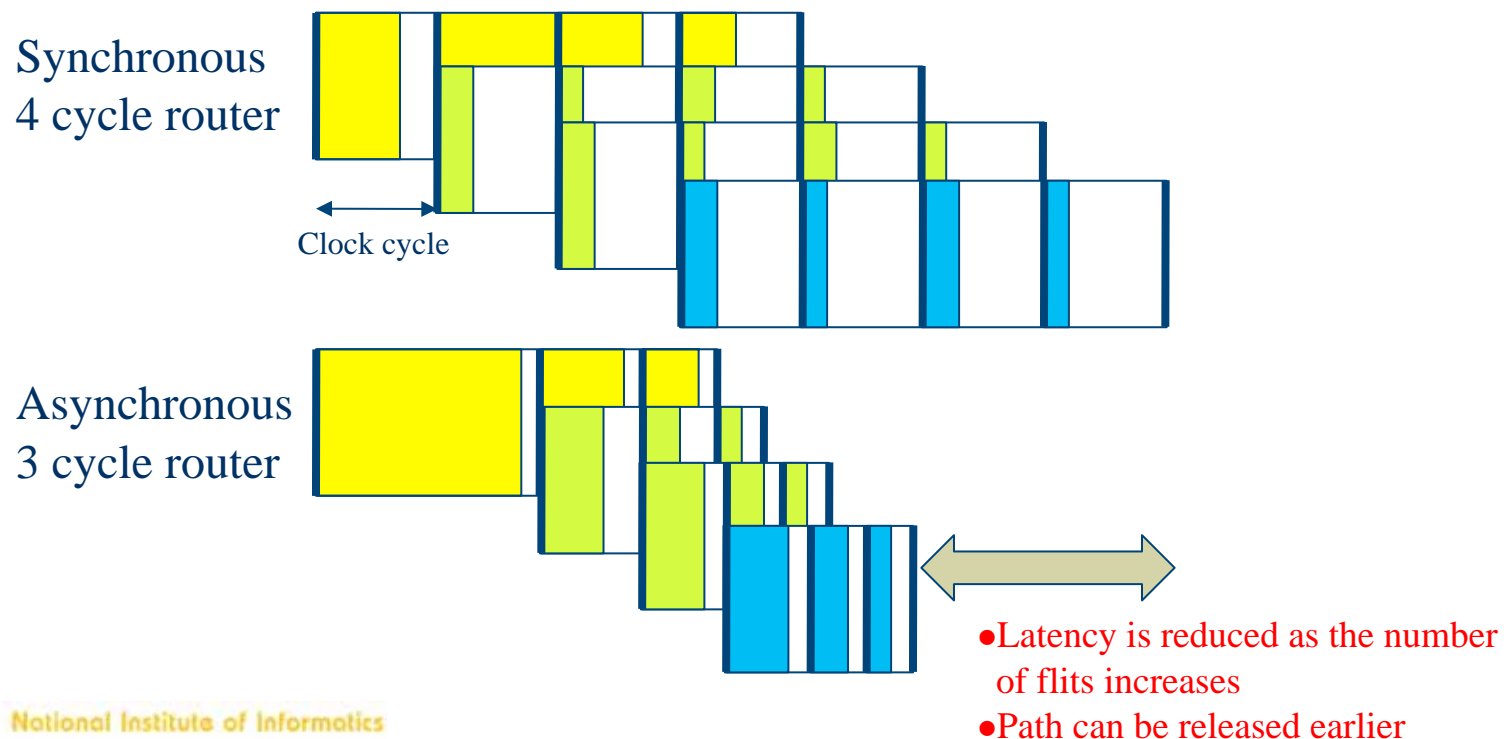 Synchronous
4 cycle router
Clock cycle
Asynchronous
3 cycle router
●Latency is reduced as the number
of flits increases
●Path can be released earlier
National Institute of Informatics